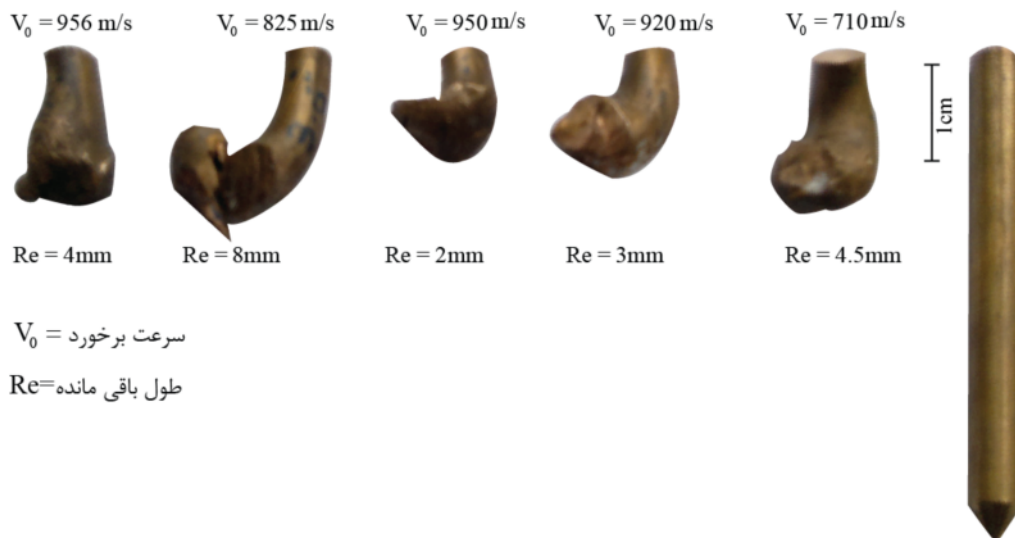 V₀ = 956 m/s
V₀ = 825 m/s
V₀ = 950 m/s
V₀ = 920 m/s
V₀ = 710 m/s
1cm
Re = 4mm
Re = 8mm
Re = 2mm
Re = 3mm
Re = 4.5mm
V₀ = سرعت برخورد
Re=طول باقی مانده